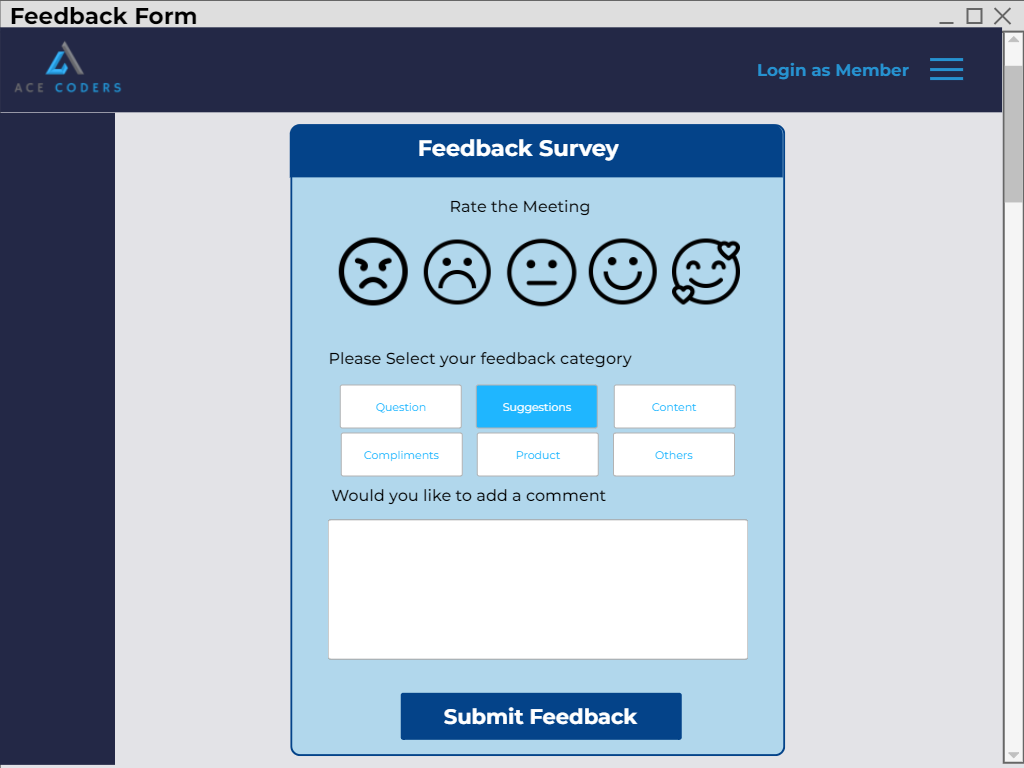 Feedback Form
ACE CODERS
Login as Member
Feedback Survey
Rate the Meeting
Please Select your feedback category
Question Suggestions Content
Compliments Product Others
Would you like to add a comment
Submit Feedback